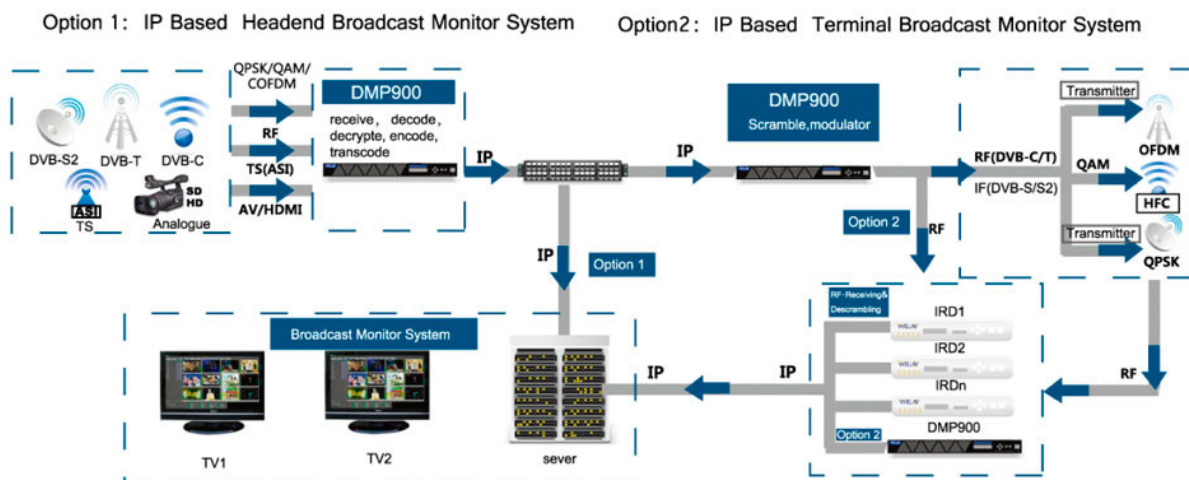 Option 1: IP Based Headend Broadcast Monitor System
Option2: IP Based Terminal Broadcast Monitor System
DVB-S2
DVB-T
DVB-C
ASI
TS
SD
HD
Analogue
QPSK/QAM/
COFDM
RF
TS(ASI)
AV/HDMI
DMP900
receive, decode,
decrypte, encode,
transcode
IP
IP
DMP900
Scramble,modulator
RF(DVB-C/T)
IF(DVB-S/S2)
Transmitter
OFDM
QAM
HFC
Transmitter
QPSK
IP
Option 1
Option 2
RF
Broadcast Monitor System
TV1
TV2
sever
IP
IP
RF-Receiving&
Descrambling
IRD1
IRD2
IRDn
DMP900
Option 2
RF